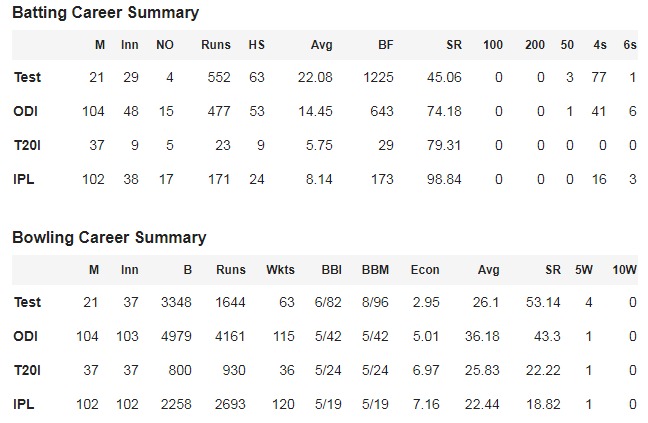 Batting Career Summary
M Inn NO Runs HS Avg BF SR 100 200 50 4s 6s
Test 21 29 4 552 63 22.08 1225 45.06 0 0 3 77 1
ODI 104 48 15 477 53 14.45 643 74.18 0 0 1 41 6
T20I 37 9 5 23 9 5.75 29 79.31 0 0 0 0 0
IPL 102 38 17 171 24 8.14 173 98.84 0 0 0 16 3
Bowling Career Summary
M Inn B Runs Wkts BBI BBM Econ Avg SR 5W 10W
Test 21 37 3348 1644 63 6/82 8/96 2.95 26.1 53.14 4 0
ODI 104 103 4979 4161 115 5/42 5/42 5.01 36.18 43.3 1 0
T20I 37 37 800 930 36 5/24 5/24 6.97 25.83 22.22 1 0
IPL 102 102 2258 2693 120 5/19 5/19 7.16 22.44 18.82 1 0